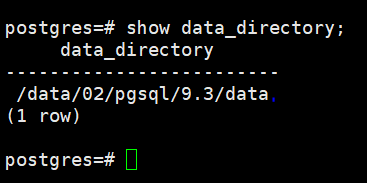 postgres=# show data_directory;
data_directory
--------------------------
/data/02/pgsql/9.3/data.
(1 row)
postgres=#